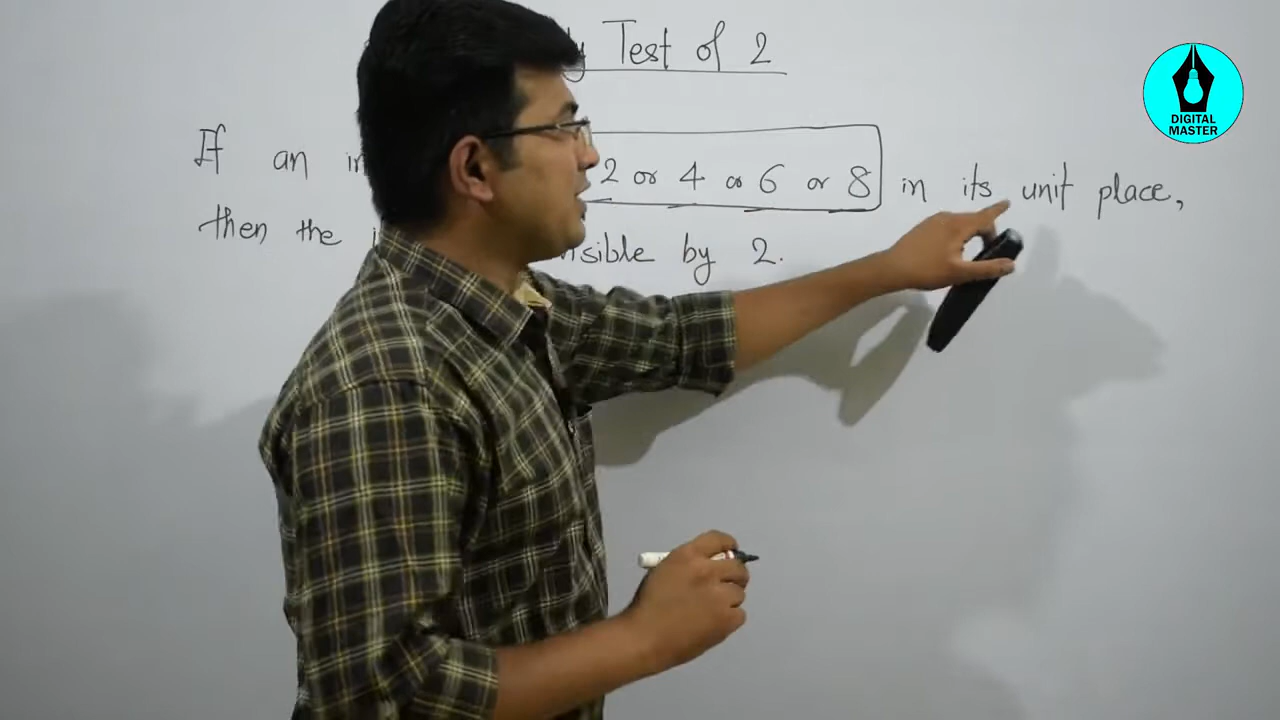 Test of 2
If an 2 or 4 or 6 or 8 in its unit place,
then the by 2.
DIGITAL
MASTER